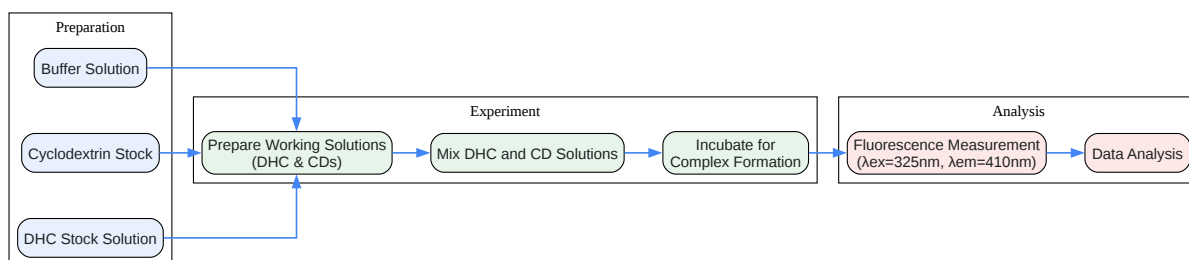 Preparation
Buffer Solution
Cyclodextrin Stock
DHC Stock Solution
Experiment
Prepare Working Solutions
(DHC & CDs)
Mix DHC and CD Solutions
Incubate for
Complex Formation
Analysis
Fluorescence Measurement
(λex=325nm, λem=410nm)
Data Analysis